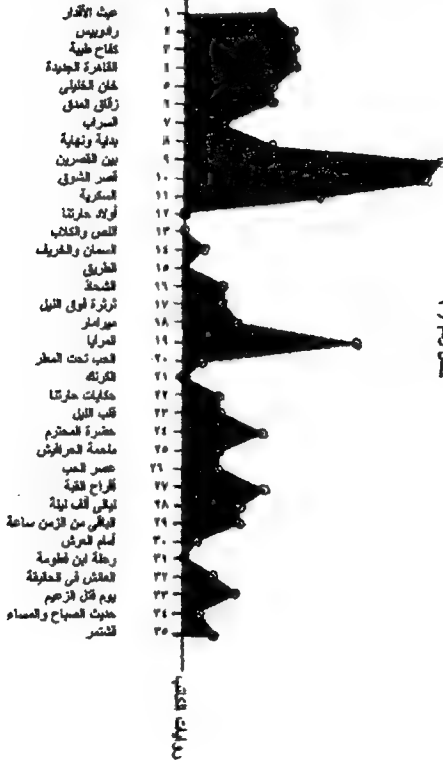 عبث الأقدار ١
رادوبيس ٢
كفاح طيبة ٣
القاهرة الجديدة ٤
خان الخليلي ٥
زقاق المدق ٦
السراب ٧
بداية ونهاية ٨
بين القصرين ٩
قصر الشوق ١٠
السكرية ١١
أولاد حارتنا ١٢
اللص والكلاب ١٣
السمان والخريف ١٤
الطريق ١٥
الشحاذ ١٦
ثرثرة فوق النيل ١٧
ميرامار ١٨
المرايا ١٩
الحب تحت المطر ٢٠
الكرنك ٢١
حكايات حارتنا ٢٢
قلب الليل ٢٣
حضرة المحترم ٢٤
ملحمة الحرافيش ٢٥
عصر الحب ٢٦
أفراح القبة ٢٧
ليالى ألف ليلة ٢٨
الباقي من الزمن ساعة ٢٩
أمام العرش ٣٠
رحلة ابن فطومة ٣١
العائش في الحقيقة ٣٢
يوم قتل الزعيم ٣٣
حديث الصباح والمساء ٣٤
قشتمر ٣٥
روايات الكاتب